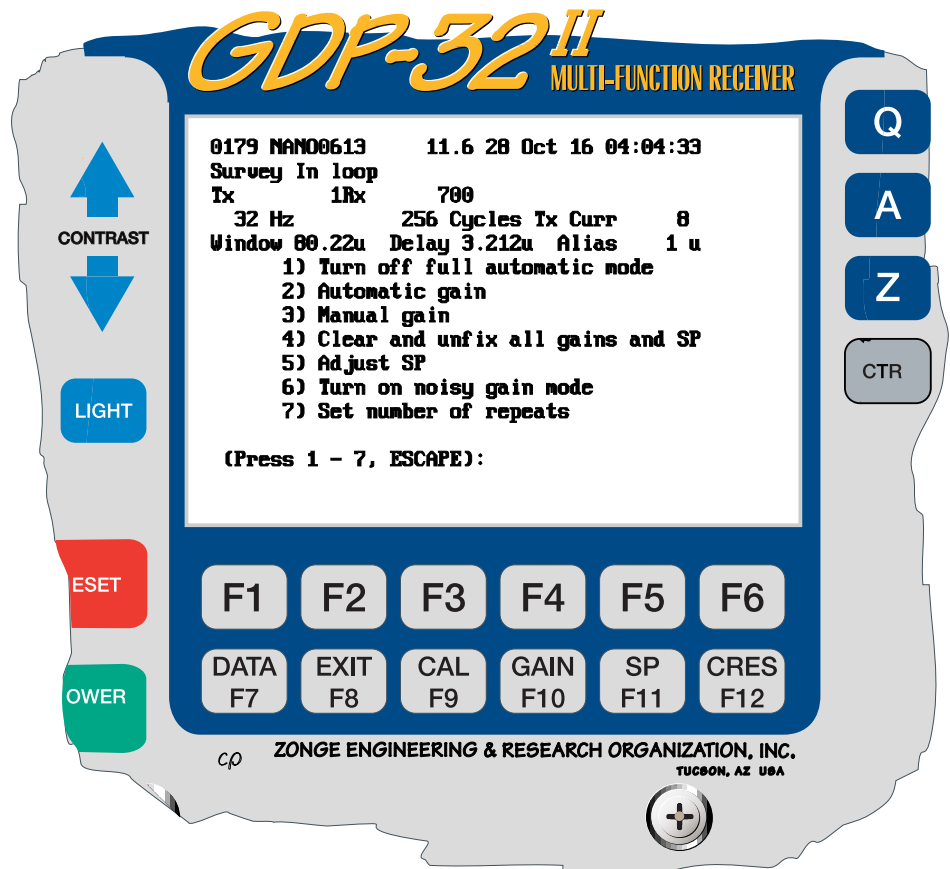 GDP-32 II
MULTI-FUNCTION RECEIVER
0179 NANO0613 11.6 28 Oct 16 04:04:33
Survey In loop
Tx 1Rx 700
32 Hz 256 Cycles Tx Curr 8
Window 80.22u Delay 3.212u Alias 1 u
1) Turn off full automatic mode
2) Automatic gain
3) Manual gain
4) Clear and unfix all gains and SP
5) Adjust SP
6) Turn on noisy gain mode
7) Set number of repeats
(Press 1 - 7, ESCAPE):
CONTRAST
LIGHT
ESET
OWER
Q
A
Z
CTR
F1 F2 F3 F4 F5 F6
DATA EXIT CAL GAIN SP CRES
F7 F8 F9 F10 F11 F12
cp
ZONGE ENGINEERING & RESEARCH ORGANIZATION, INC.
TUCSON, AZ USA